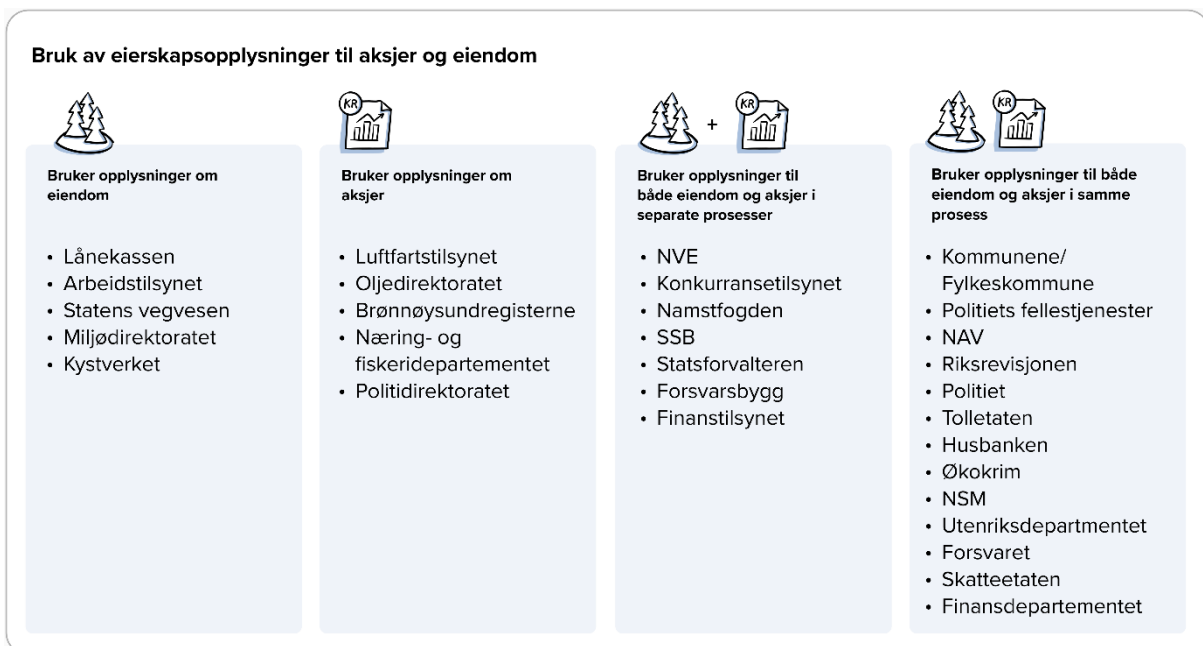 Bruk av eierskapsopplysninger til aksjer og eiendom
Bruker opplysninger om
eiendom
• Lånekassen
• Arbeidstilsynet
• Statens vegvesen
• Miljødirektoratet
• Kystverket
KR
Bruker opplysninger om
aksjer
• Luftfartstilsynet
• Oljedirektoratet
• Brønnøysundregisterne
• Næring- og
fiskeridepartementet
• Politidirektoratet
+
KR
Bruker opplysninger til
både eiendom og aksjer i
separate prosesser
• NVE
• Konkurransetilsynet
• Namstfogden
• SSB
• Statsforvalteren
• Forsvarsbygg
• Finanstilsynet
KR
Bruker opplysninger til både
eiendom og aksjer i samme
prosess
• Kommunene/
Fylkeskommune
• Politiets fellestjenester
• NAV
• Riksrevisjonen
• Politiet
• Tolletaten
• Husbanken
• Økokrim
• NSM
• Utenriksdepartmentet
• Forsvaret
• Skatteetaten
• Finansdepartementet